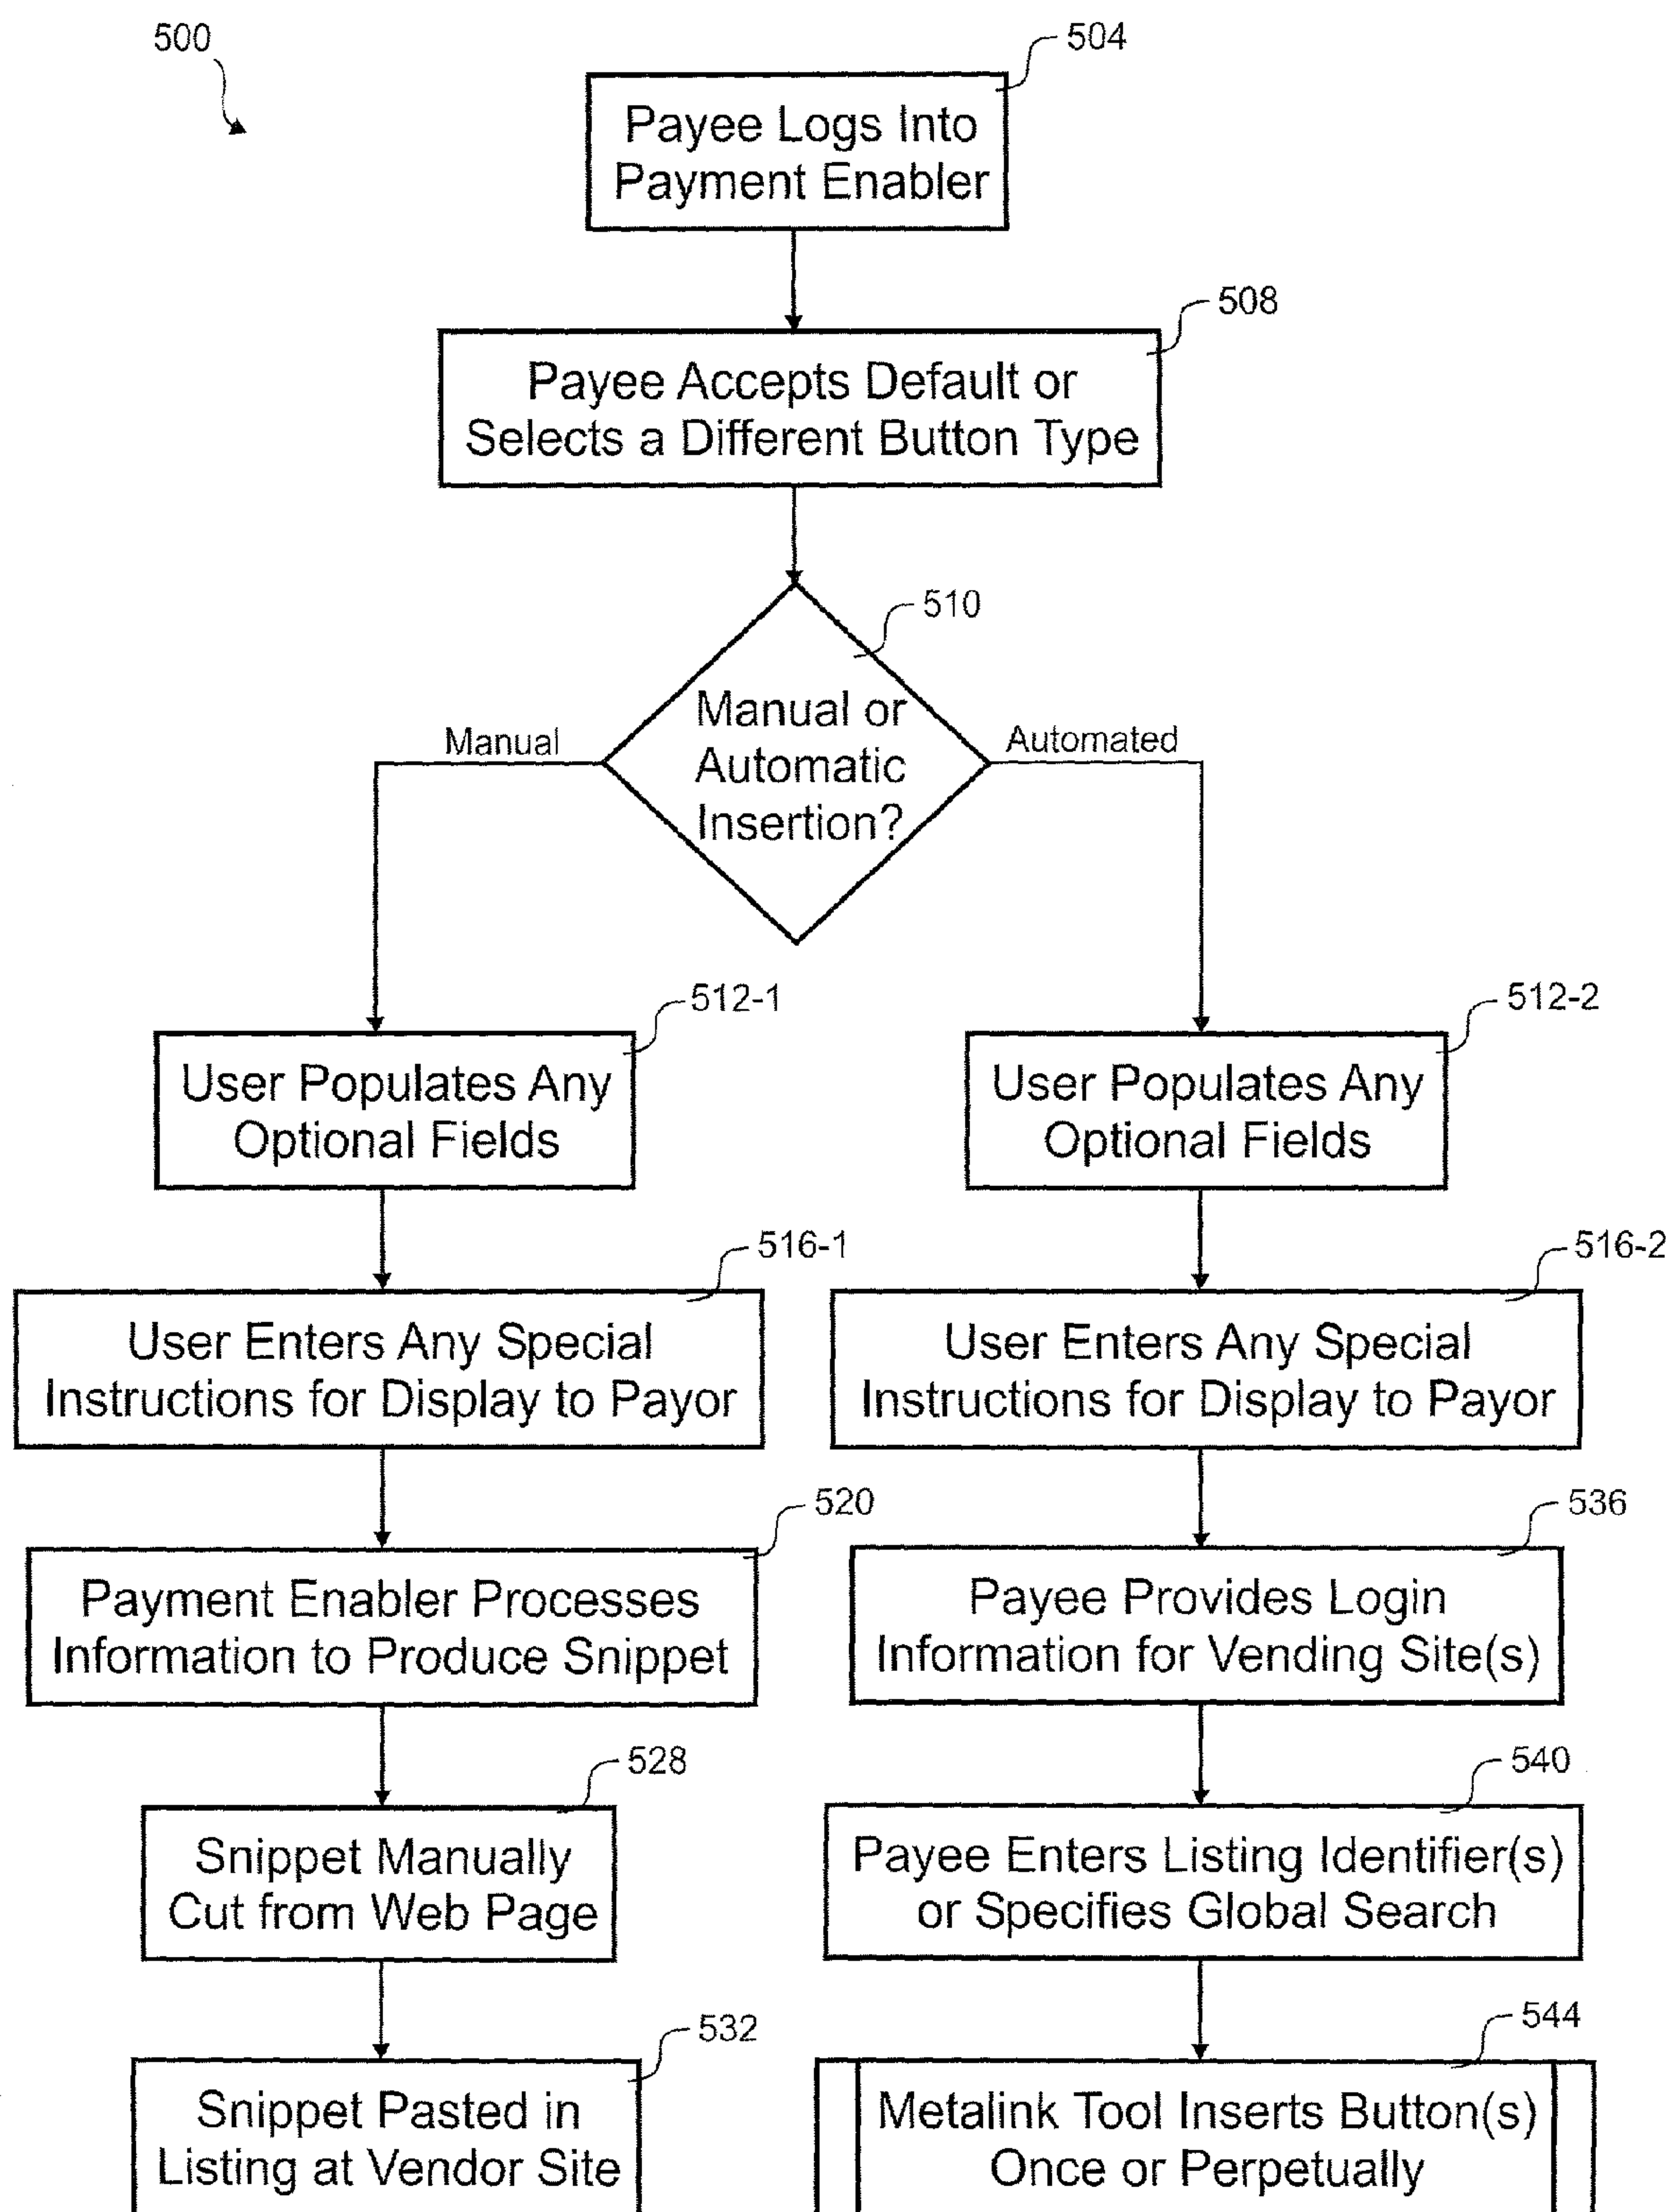 500
504
Payee Logs Into
Payment Enabler
508
Payee Accepts Default or
Selects a Different Button Type
510
Manual or
Automatic
Insertion?
Manual
Automated
512-1
User Populates Any
Optional Fields
512-2
User Populates Any
Optional Fields
516-1
User Enters Any Special
Instructions for Display to Payor
516-2
User Enters Any Special
Instructions for Display to Payor
520
Payment Enabler Processes
Information to Produce Snippet
536
Payee Provides Login
Information for Vending Site(s)
528
Snippet Manually
Cut from Web Page
540
Payee Enters Listing Identifier(s)
or Specifies Global Search
532
Snippet Pasted in
Listing at Vendor Site
544
Metalink Tool Inserts Button(s)
Once or Perpetually